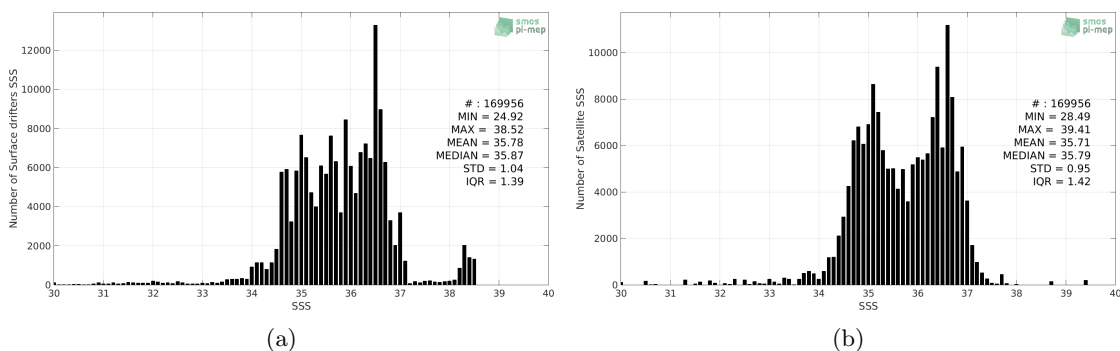 smos
pi-mep
Number of Surface drifters SSS
12000
10000
8000
6000
4000
2000
0
# : 169956
MIN = 24.92
MAX = 38.52
MEAN = 35.78
MEDIAN = 35.87
STD = 1.04
IQR = 1.39
30 31 32 33 34 35 36 37 38 39 40
SSS
(a)
smos
pi-mep
Number of Satellite SSS
10000
8000
6000
4000
2000
0
# : 169956
MIN = 28.49
MAX = 39.41
MEAN = 35.71
MEDIAN = 35.79
STD = 0.95
IQR = 1.42
30 31 32 33 34 35 36 37 38 39 40
SSS
(b)